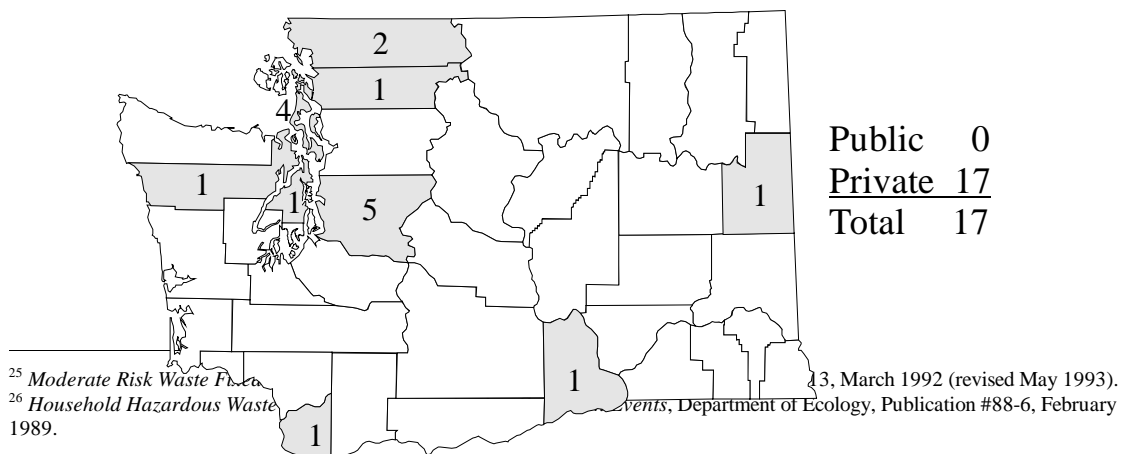 2
1
4
1
1
5
1
Public 0
Private 17
Total 17
1
1
25 Moderate Risk Waste 13, March 1992 (revised May 1993).
26 Household Hazardous Waste Events, Department of Ecology, Publication #88-6, February
1989.